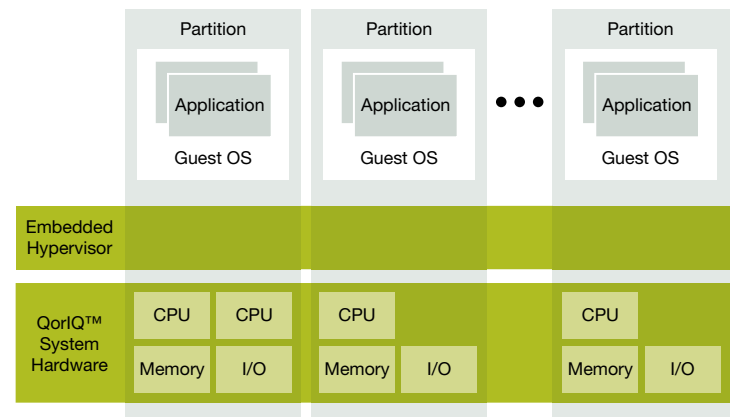 Partition
Partition
Partition
Application
Application
Application
Guest OS
Guest OS
Guest OS
Embedded
Hypervisor
QorIQ™
System
Hardware
CPU
CPU
CPU
CPU
Memory
I/O
Memory
I/O
Memory
I/O